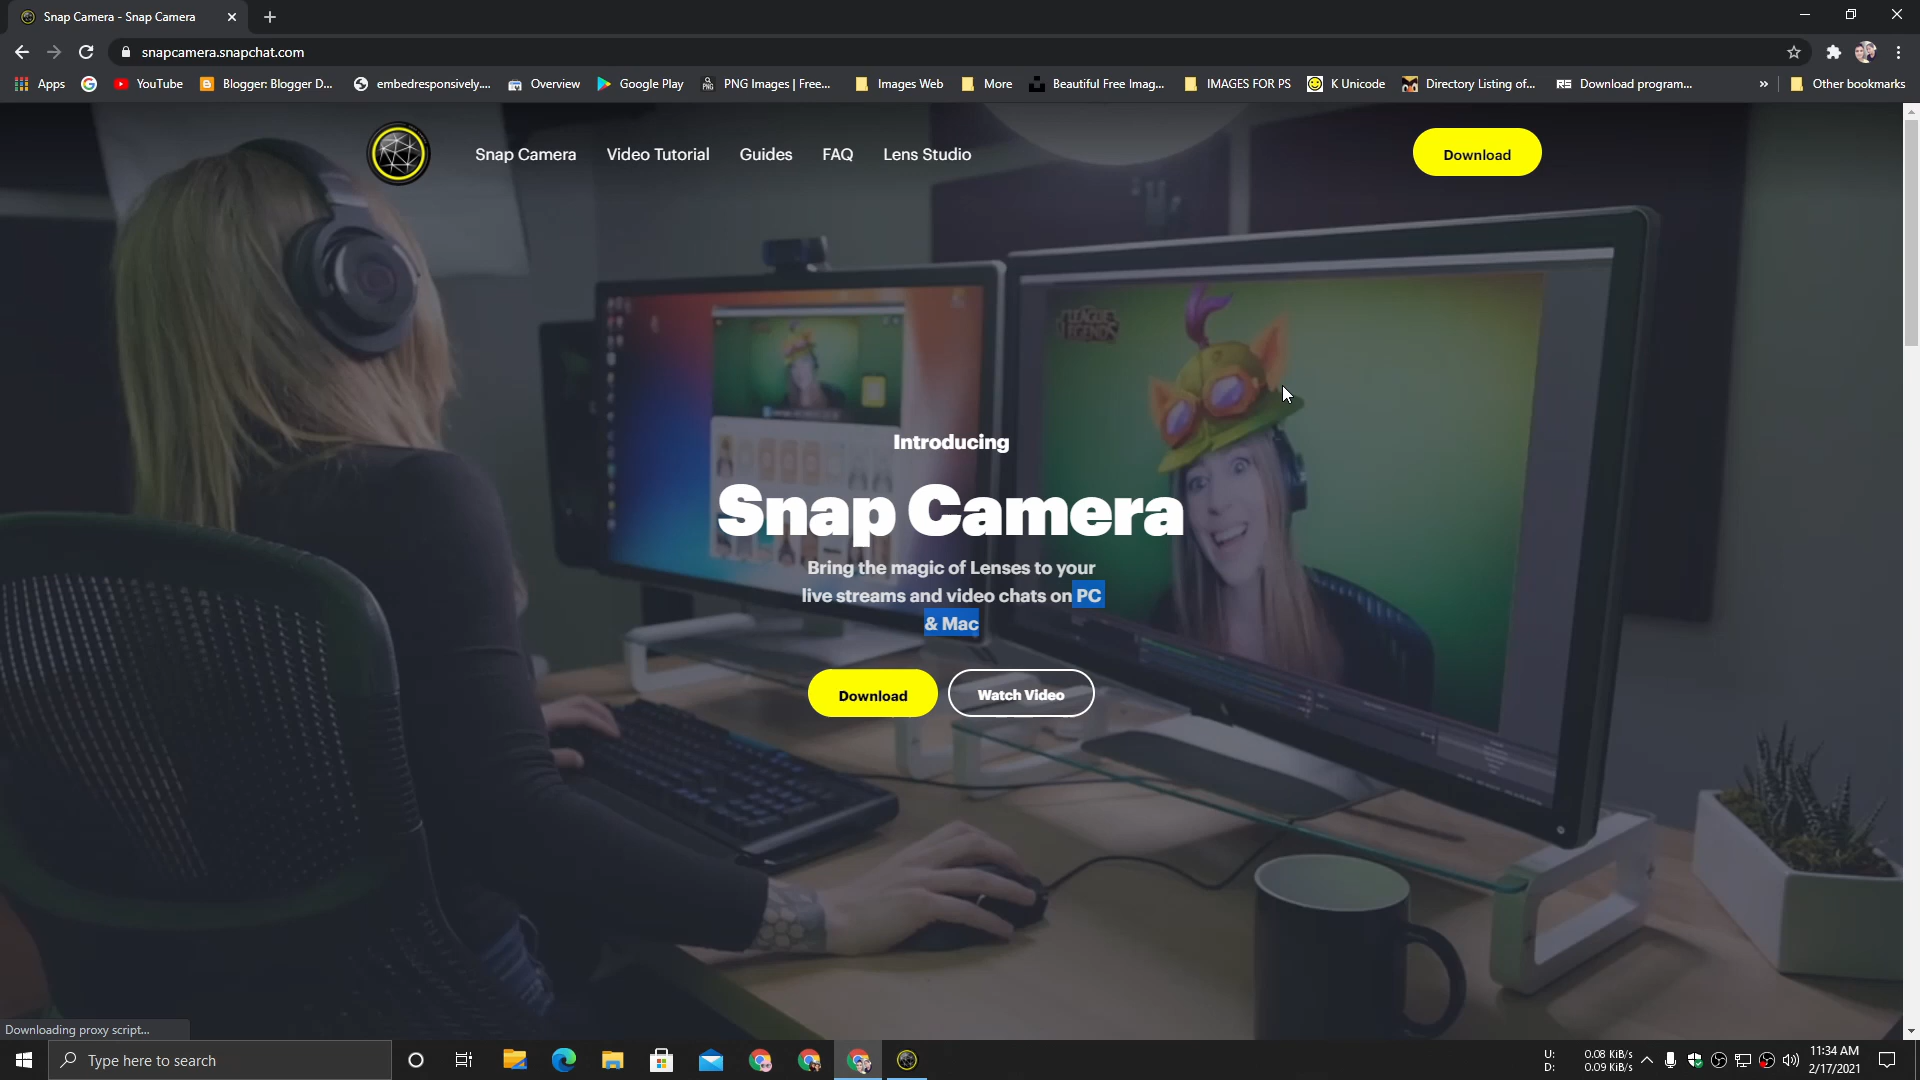 Snap Camera - Snap Camera
snapcamera.snapchat.com
Apps
YouTube
Blogger: Blogger D...
embedresponsively....
Overview
Google Play
PNG Images | Free...
Images Web
More
Beautiful Free Imag...
IMAGES FOR PS
K Unicode
Directory Listing of...
RS Download program...
»
Other bookmarks
Snap Camera
Video Tutorial
Guides
FAQ
Lens Studio
Download
LEAGUE
LEGENDS
Introducing
Snap Camera
Bring the magic of Lenses to your
live streams and video chats on PC
& Mac
Download
Watch Video
Downloading proxy script...
Type here to search
U: 0.08 KiB/s
D: 0.09 KiB/s
11:34 AM
2/17/2021